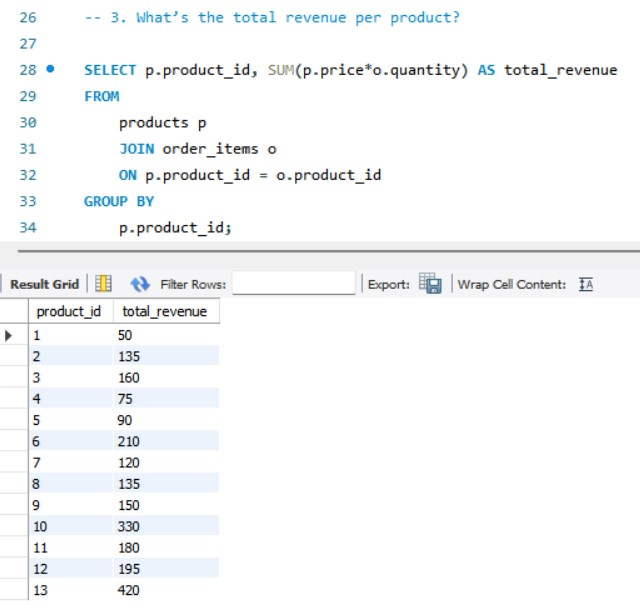 26 -- 3. What's the total revenue per product?
27
28 SELECT p.product_id, SUM(p.price*o.quantity) AS total_revenue
29 FROM
30 products p
31 JOIN order_items o
32 ON p.product_id = o.product_id
33 GROUP BY
34 p.product_id;
Result Grid Filter Rows: Export: Wrap Cell Content: IA
product_id total_revenue
1 50
2 135
3 160
4 75
5 90
6 210
7 120
8 135
9 150
10 330
11 180
12 195
13 420